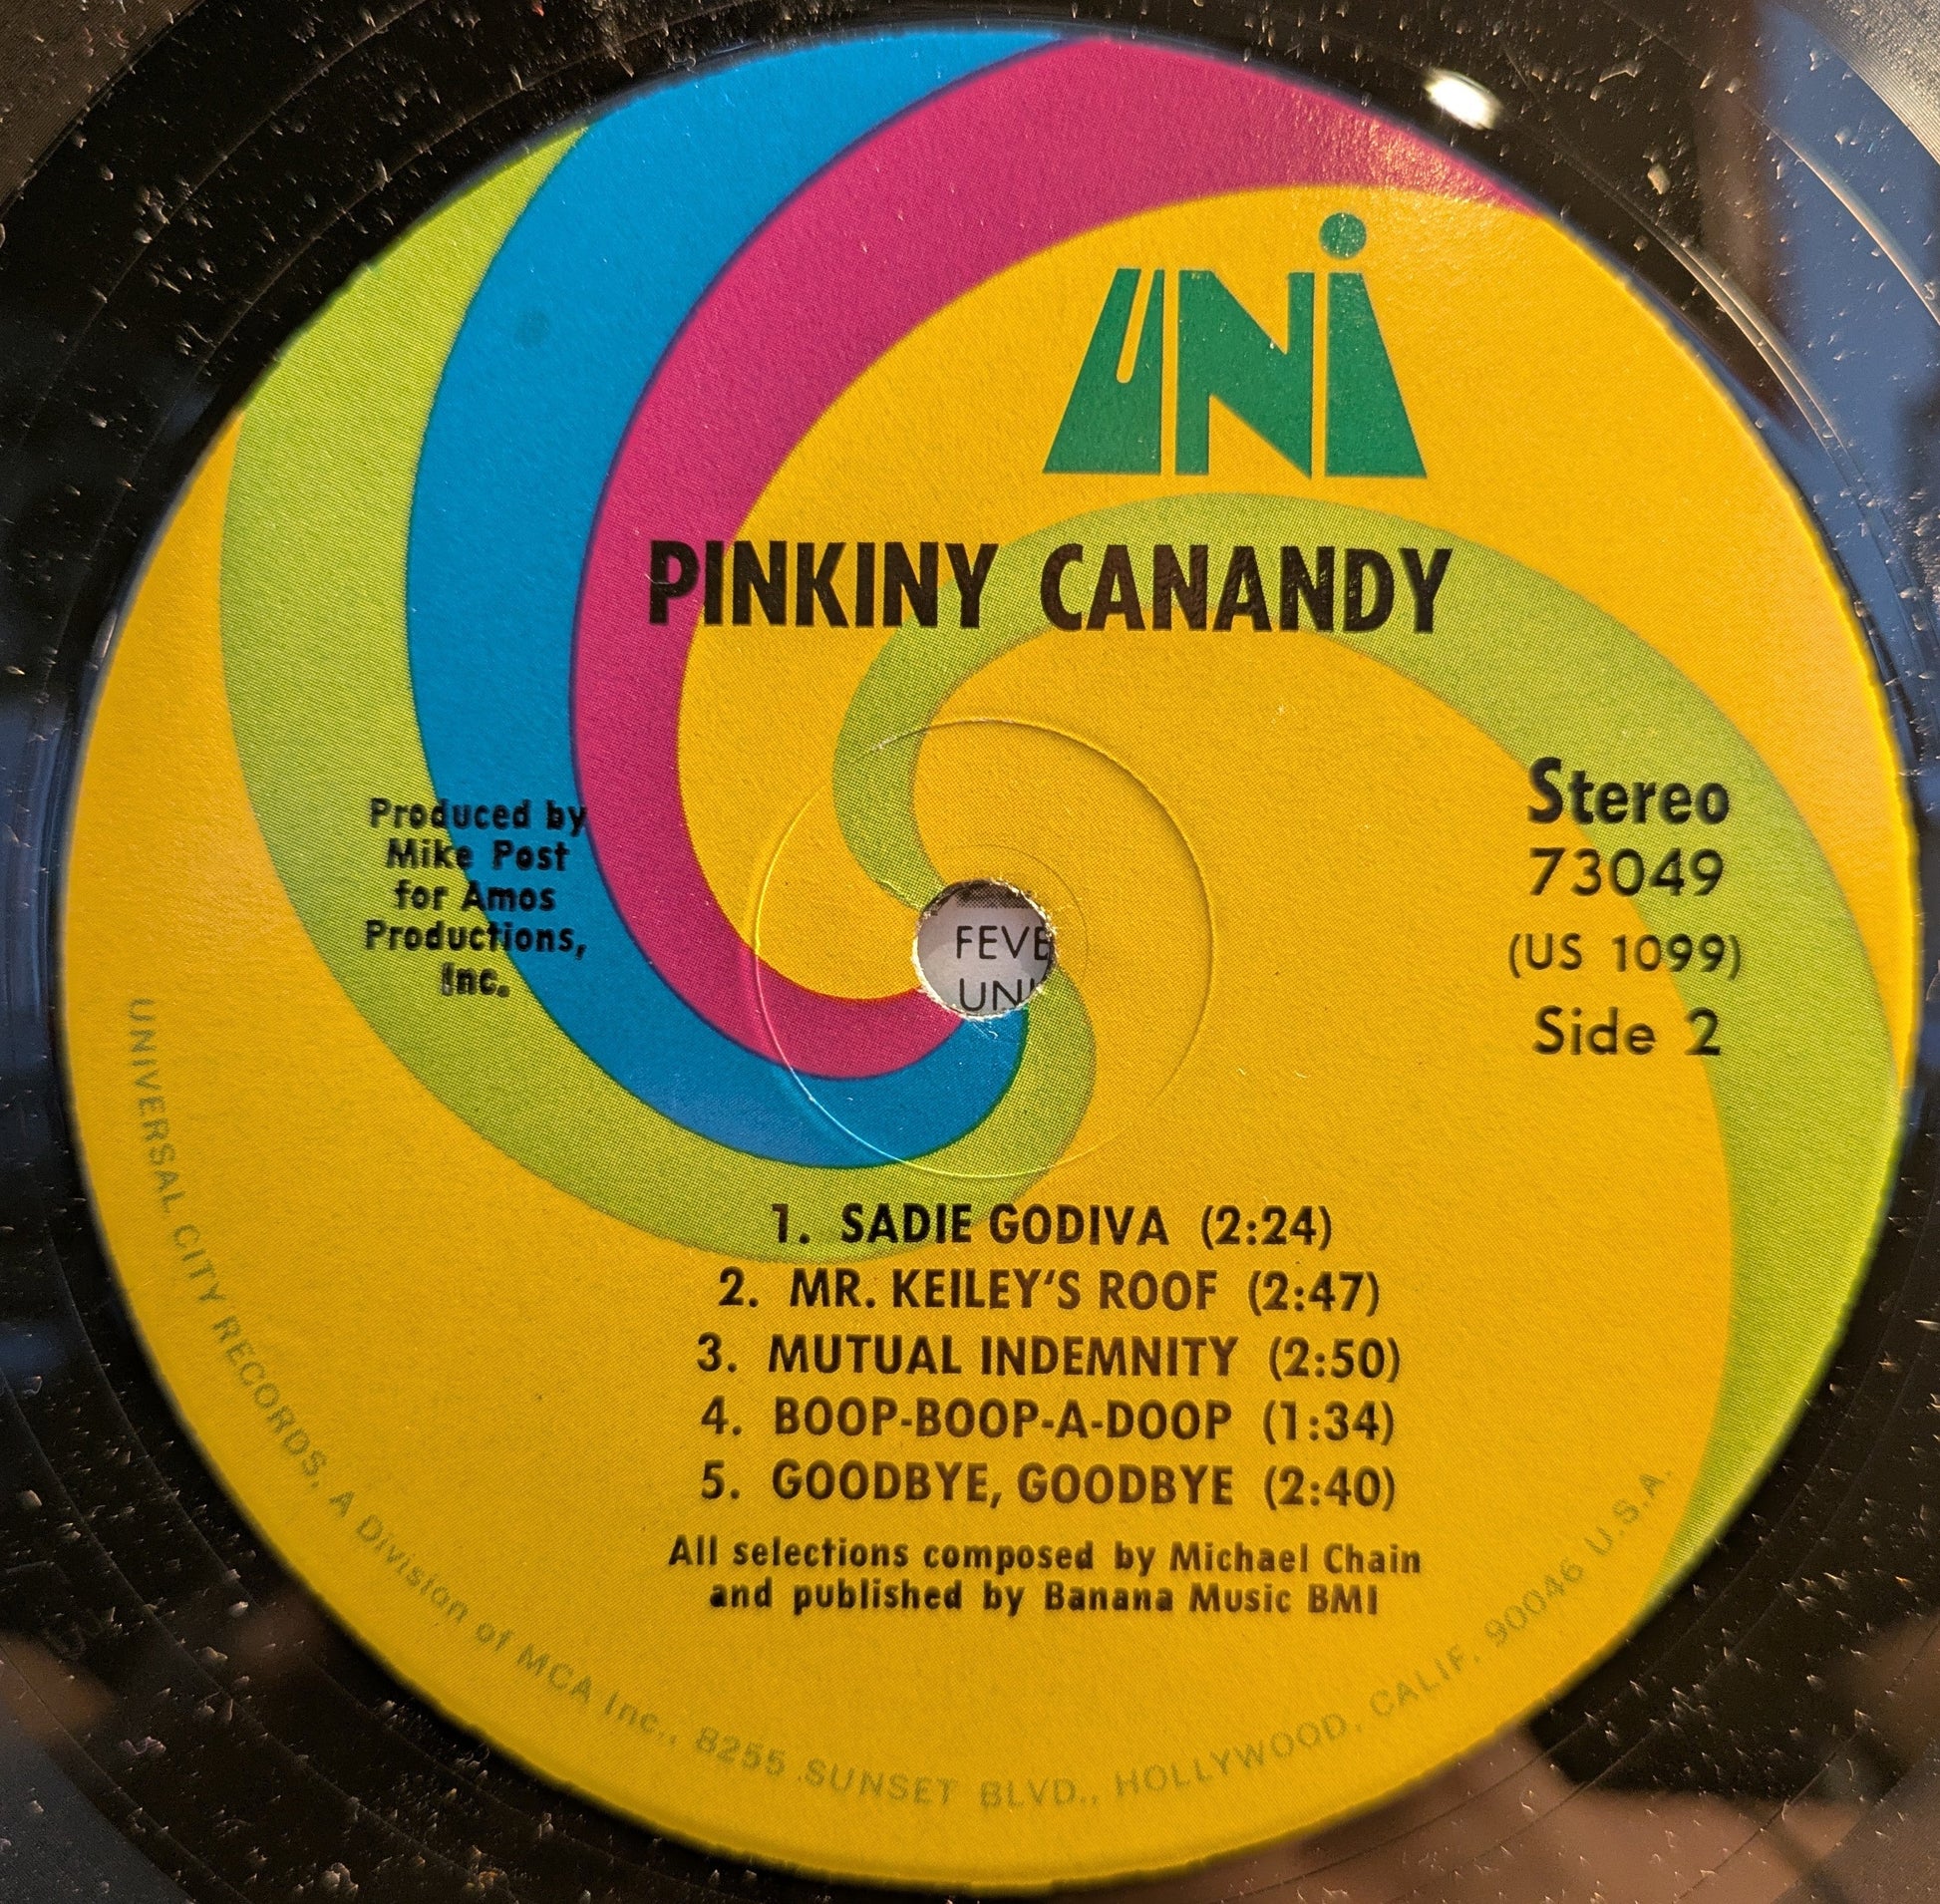 UNI
PINKINY CANANDY
Produced by
Mike Post
for Amos
Productions,
Inc.
Stereo
73049
(US 1099)
Side 2
FEVE
UNI
1. SADIE GODIVA (2:24)
2. MR. KEILEY'S ROOF (2:47)
3. MUTUAL INDEMNITY (2:50)
4. BOOP-BOOP-A-DOOP (1:34)
5. GOODBYE, GOODBYE (2:40)
All selections composed by Michael Chain
and published by Banana Music BMI
UNIVERSAL CITY RECORDS, A Division of MCA Inc., 8255 SUNSET BLVD., HOLLYWOOD, CALIF. 90046 U.S.A.